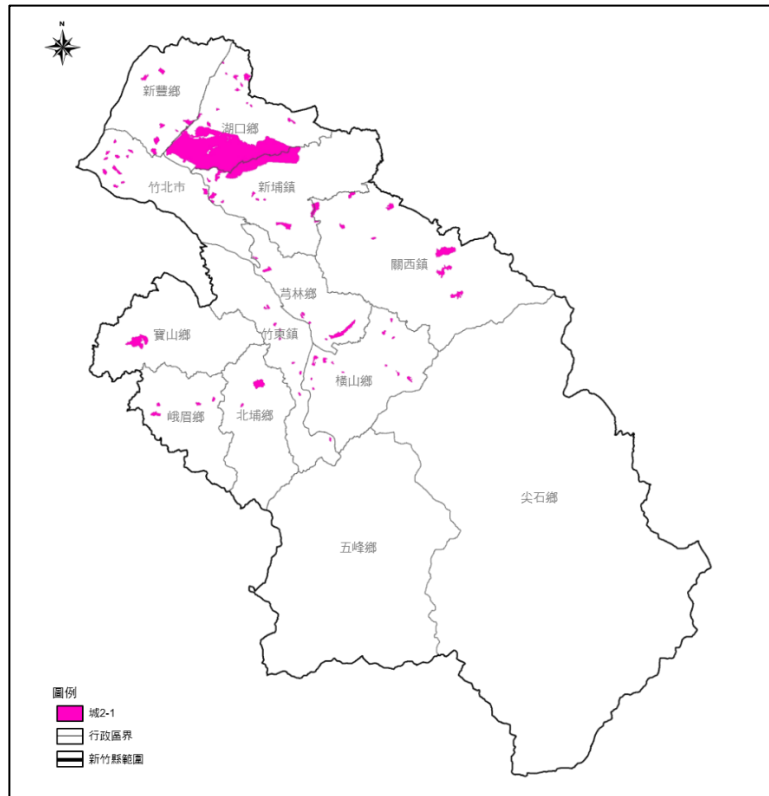 N
新豐鄉
湖口鄉
竹北市
新埔鎮
關西鎮
芎林鄉
寶山鄉
竹東鎮
橫山鄉
峨眉鄉
北埔鄉
尖石鄉
五峰鄉
圖例
城2-1
行政區界
新竹縣範圍